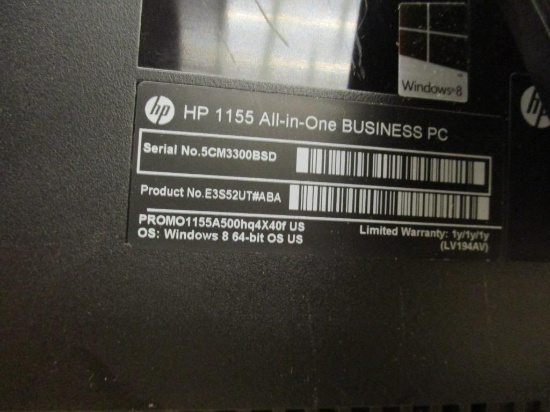 Windows 8
hp HP 1155 All-in-One BUSINESS PC
Serial No.5CM3300BSD
Product No.E3S52UT#ABA
PROMO1155A500hq4X40f US
OS: Windows 8 64-bit OS US
Limited Warranty: 1y/1y/1y
(LV194AV)